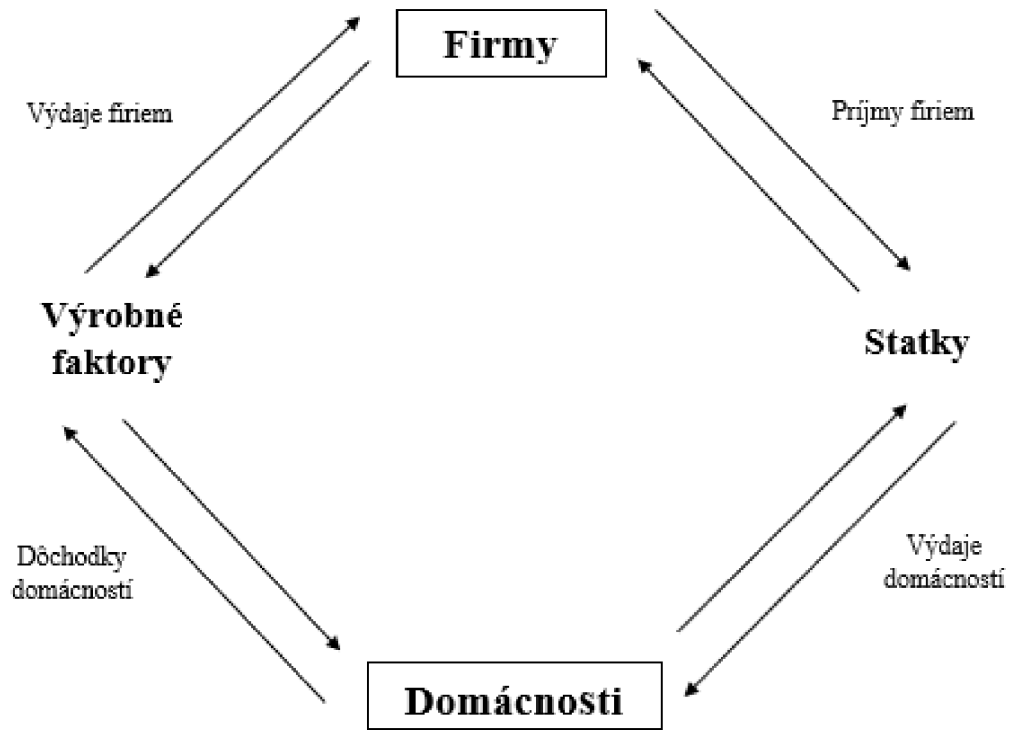 Firmy
Výdaje firiem
Príjmy firiem
Výrobné
faktory
Statky
Dôchodky
domácností
Výdaje
domácností
Domácnosti